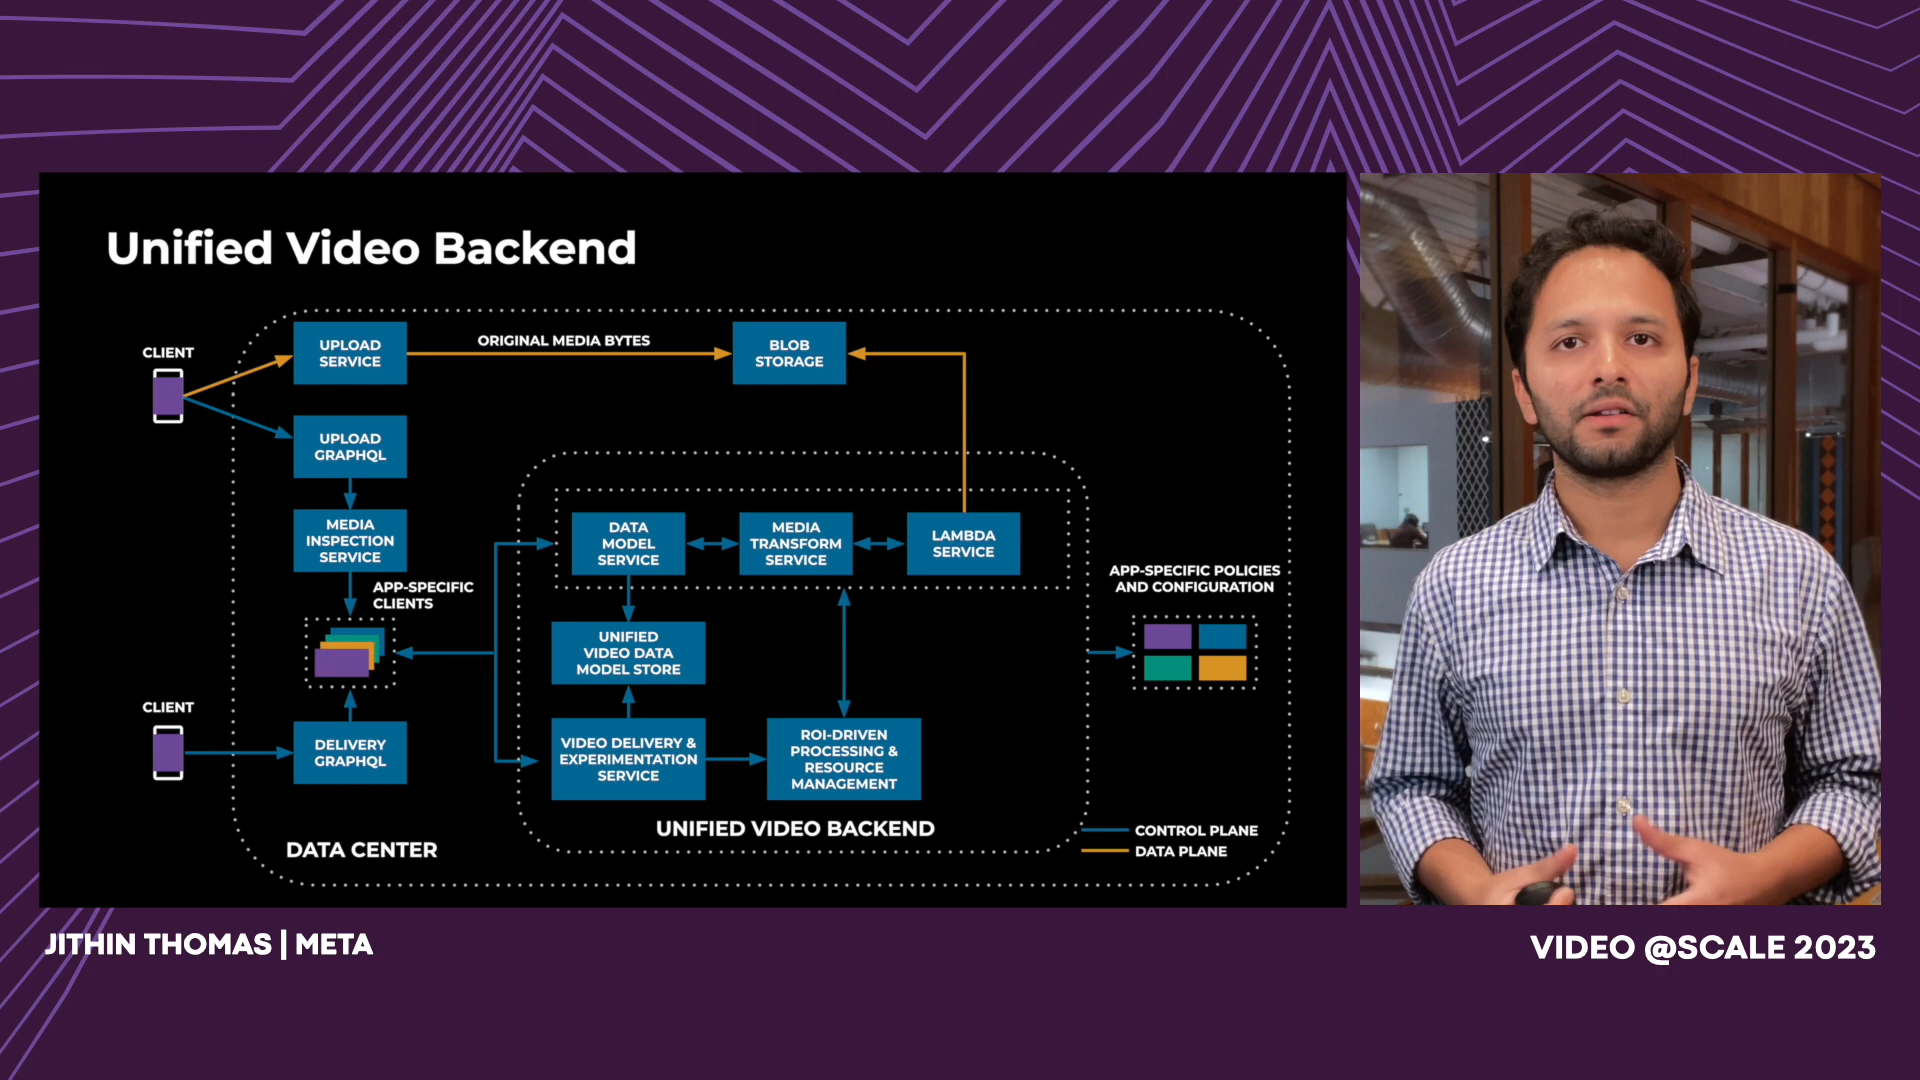 Unified Video Backend
CLIENT
UPLOAD
SERVICE
ORIGINAL MEDIA BYTES
BLOB
STORAGE
UPLOAD
GRAPHQL
MEDIA
INSPECTION
SERVICE
APP-SPECIFIC
CLIENTS
DATA
MODEL
SERVICE
MEDIA
TRANSFORM
SERVICE
LAMBDA
SERVICE
APP-SPECIFIC POLICIES
AND CONFIGURATION
UNIFIED
VIDEO DATA
MODEL STORE
CLIENT
DELIVERY
GRAPHQL
VIDEO DELIVERY &
EXPERIMENTATION
SERVICE
ROI-DRIVEN
PROCESSING &
RESOURCE
MANAGEMENT
UNIFIED VIDEO BACKEND
DATA CENTER
CONTROL PLANE
DATA PLANE
JITHIN THOMAS | META
VIDEO @SCALE 2023